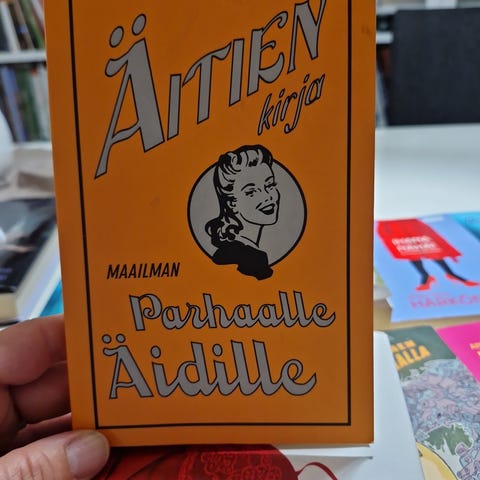 ÄITIEN
kirja
MAAILMAN
Parhaalle
Äidille